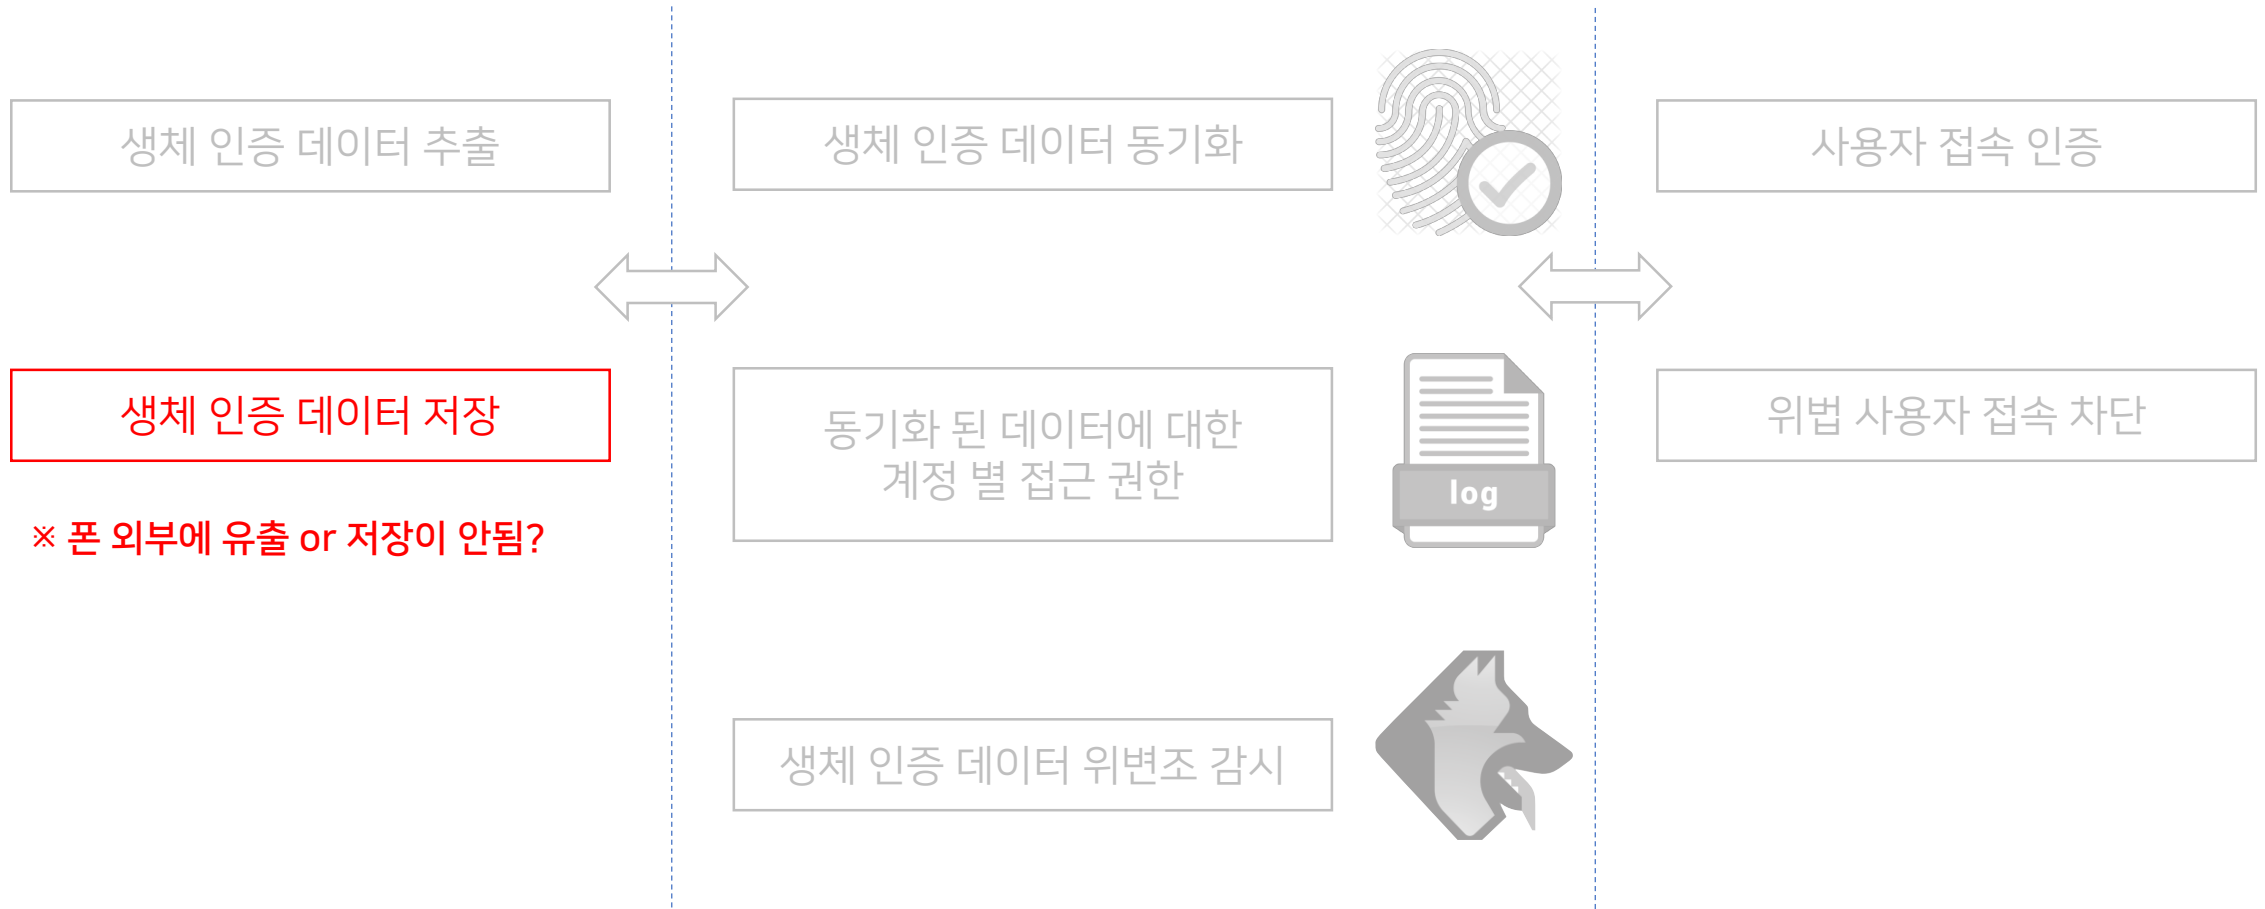 생체 인증 데이터 추출
생체 인증 데이터 저장
※ 폰 외부에 유출 or 저장이 안됨?
생체 인증 데이터 동기화
동기화 된 데이터에 대한
계정 별 접근 권한
log
생체 인증 데이터 위변조 감시
사용자 접속 인증
위법 사용자 접속 차단